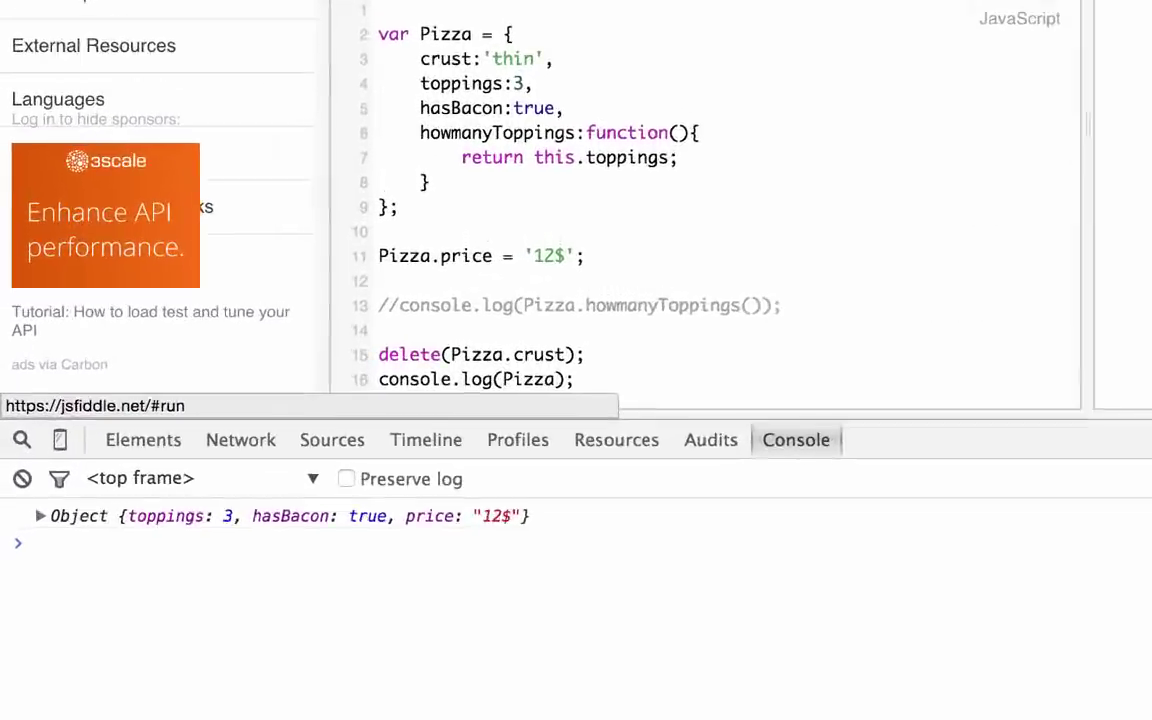 External Resources
Languages
Log in to hide sponsors:
3scale
Enhance API
performance.
ks
Tutorial: How to load test and tune your
API
ads via Carbon
https://jsfiddle.net/#run
JavaScript
1
2 var Pizza = {
3 crust:'thin',
4 toppings:3,
5 hasBacon:true,
6 howmanyToppings:function(){
7 return this.toppings;
8 }
9 };
10
11 Pizza.price = '12$';
12
13 //console.log(Pizza.howmanyToppings());
14
15 delete(Pizza.crust);
16 console.log(Pizza);
Elements Network Sources Timeline Profiles Resources Audits Console
<top frame> ▼ Preserve log
▶Object {toppings: 3, hasBacon: true, price: "12$"}
>